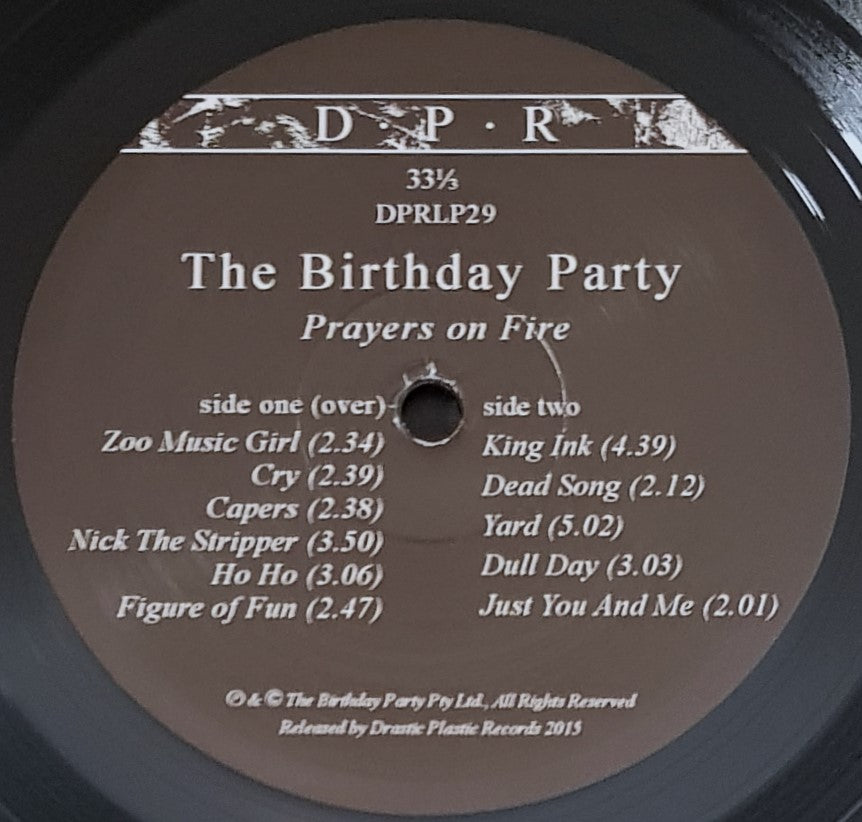 D · P · R
33⅓
DPRLP29
The Birthday Party
Prayers on Fire
side one (over)
Zoo Music Girl (2.34)
Cry (2.39)
Capers (2.38)
Nick The Stripper (3.50)
Ho Ho (3.06)
Figure of Fun (2.47)
side two
King Ink (4.39)
Dead Song (2.12)
Yard (5.02)
Dull Day (3.03)
Just You And Me (2.01)
℗ & © The Birthday Party Pty Ltd., All Rights Reserved
Released by Drastic Plastic Records 2015